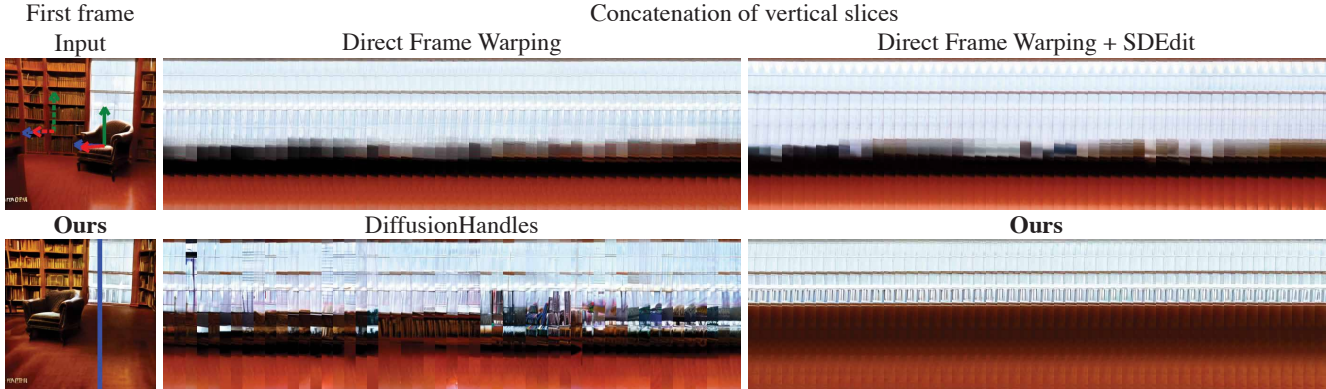 First frame
Concatenation of vertical slices
Input
Direct Frame Warping
Direct Frame Warping + SDEdit
Ours
DiffusionHandles
Ours